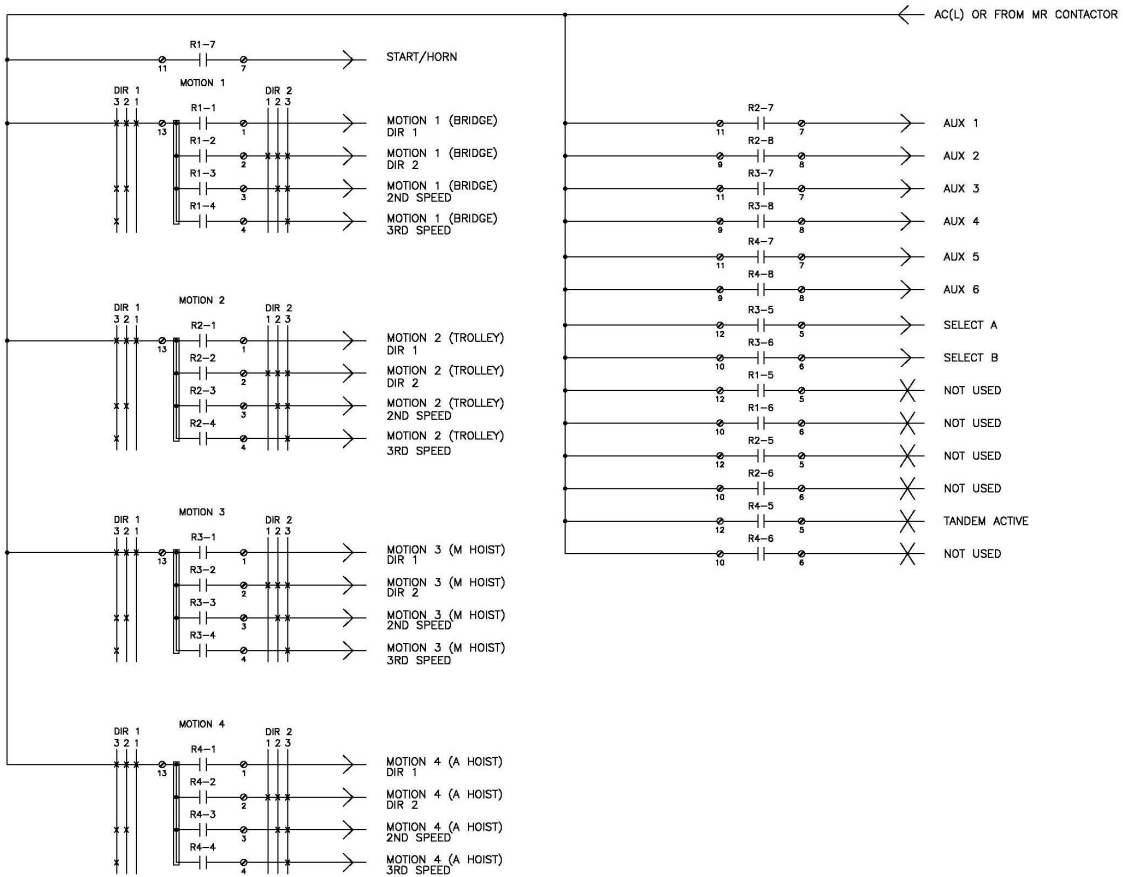 AC(L) OR FROM MR CONTACTOR
R1-7
11 7
START/HORN
MOTION 1
DIR 1
3 2 1
DIR 2
1 2 3
R1-1
13 1
MOTION 1 (BRIDGE)
DIR 1
R1-2
2
MOTION 1 (BRIDGE)
DIR 2
R1-3
3
MOTION 1 (BRIDGE)
2ND SPEED
R1-4
4
MOTION 1 (BRIDGE)
3RD SPEED
MOTION 2
DIR 1
3 2 1
DIR 2
1 2 3
R2-1
13 1
MOTION 2 (TROLLEY)
DIR 1
R2-2
2
MOTION 2 (TROLLEY)
DIR 2
R2-3
3
MOTION 2 (TROLLEY)
2ND SPEED
R2-4
4
MOTION 2 (TROLLEY)
3RD SPEED
MOTION 3
DIR 1
3 2 1
DIR 2
1 2 3
R3-1
13 1
MOTION 3 (M HOIST)
DIR 1
R3-2
2
MOTION 3 (M HOIST)
DIR 2
R3-3
3
MOTION 3 (M HOIST)
2ND SPEED
R3-4
4
MOTION 3 (M HOIST)
3RD SPEED
MOTION 4
DIR 1
3 2 1
DIR 2
1 2 3
R4-1
13 1
MOTION 4 (A HOIST)
DIR 1
R4-2
2
MOTION 4 (A HOIST)
DIR 2
R4-3
3
MOTION 4 (A HOIST)
2ND SPEED
R4-4
4
MOTION 4 (A HOIST)
3RD SPEED
R2-7
11 7
AUX 1
R2-8
9 8
AUX 2
R3-7
11 7
AUX 3
R3-8
9 8
AUX 4
R4-7
11 7
AUX 5
R4-8
9 8
AUX 6
R3-5
12 5
SELECT A
R3-6
10 6
SELECT B
R1-5
12 5
NOT USED
R1-6
10 6
NOT USED
R2-5
12 5
NOT USED
R2-6
10 6
NOT USED
R4-5
12 5
TANDEM ACTIVE
R4-6
10 6
NOT USED